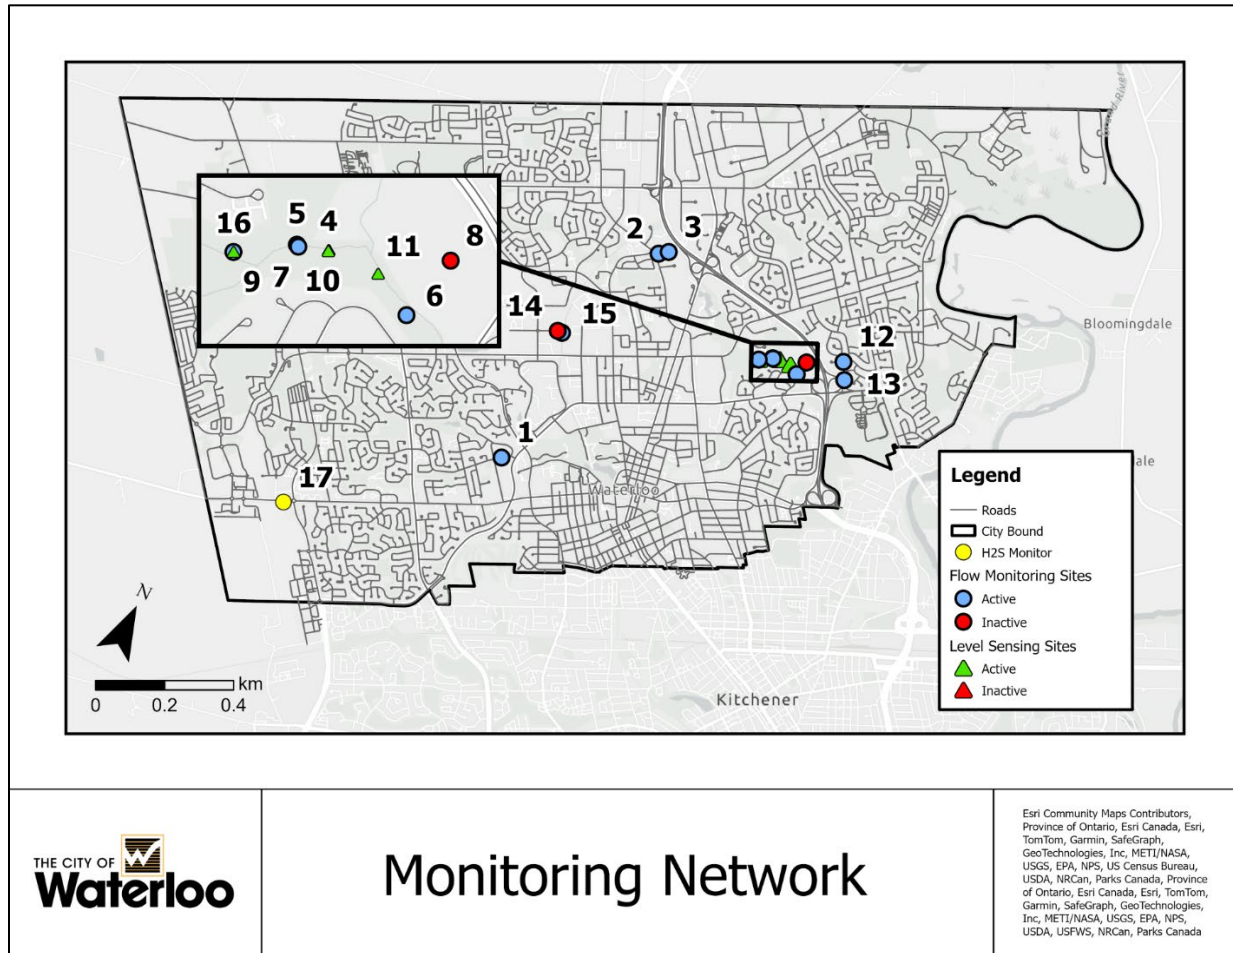 5
4
16
11
8
9
7
10
6
2
3
14
15
12
13
1
17
Bloomingdale
Waterloo
Kitchener
N
km
0 0.2 0.4
Legend
Roads
City Bound
H2S Monitor
Flow Monitoring Sites
Active
Inactive
Level Sensing Sites
Active
Inactive
THE CITY OF
Waterloo
Monitoring Network
Esri Community Maps Contributors,
Province of Ontario, Esri Canada, Esri,
TomTom, Garmin, SafeGraph,
GeoTechnologies, Inc, METI/NASA,
USGS, EPA, NPS, US Census Bureau,
USDA, NRCan, Parks Canada, Province
of Ontario, Esri Canada, Esri, TomTom,
Garmin, SafeGraph, GeoTechnologies,
Inc, METI/NASA, USGS, EPA, NPS,
USDA, USFWS, NRCan, Parks Canada